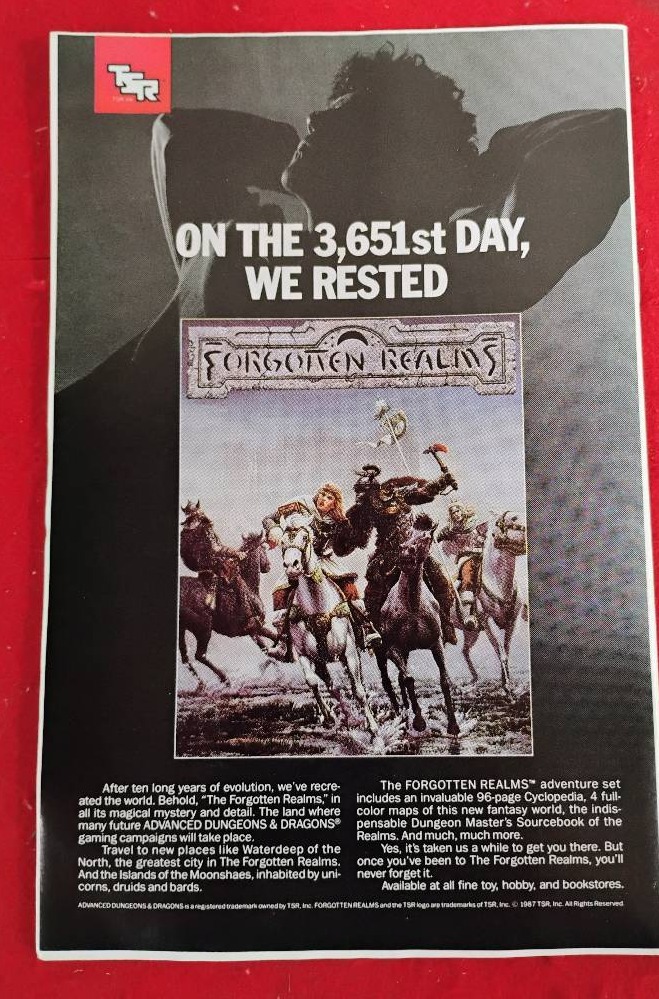 TSR
ON THE 3,651st DAY,
WE RESTED
FORGOTTEN REALMS
After ten long years of evolution, we've recre-
ated the world. Behold, "The Forgotten Realms," in
all its magical mystery and detail. The land where
many future ADVANCED DUNGEONS & DRAGONS®
gaming campaigns will take place.
Travel to new places like Waterdeep of the
North, the greatest city in The Forgotten Realms.
And the Islands of the Moonshaes, inhabited by uni-
corns, druids and bards.
The FORGOTTEN REALMS™ adventure set
includes an invaluable 96-page Cyclopedia, 4 full-
color maps of this new fantasy world, the indis-
pensable Dungeon Master's Sourcebook of the
Realms. And much, much more.
Yes, it's taken us a while to get you there. But
once you've been to The Forgotten Realms, you'll
never forget it.
Available at all fine toy, hobby, and bookstores.
ADVANCED DUNGEONS & DRAGONS is a registered trademark owned by TSR, Inc. FORGOTTEN REALMS and the TSR logo are trademarks of TSR, Inc. © 1987 TSR, Inc. All Rights Reserved.